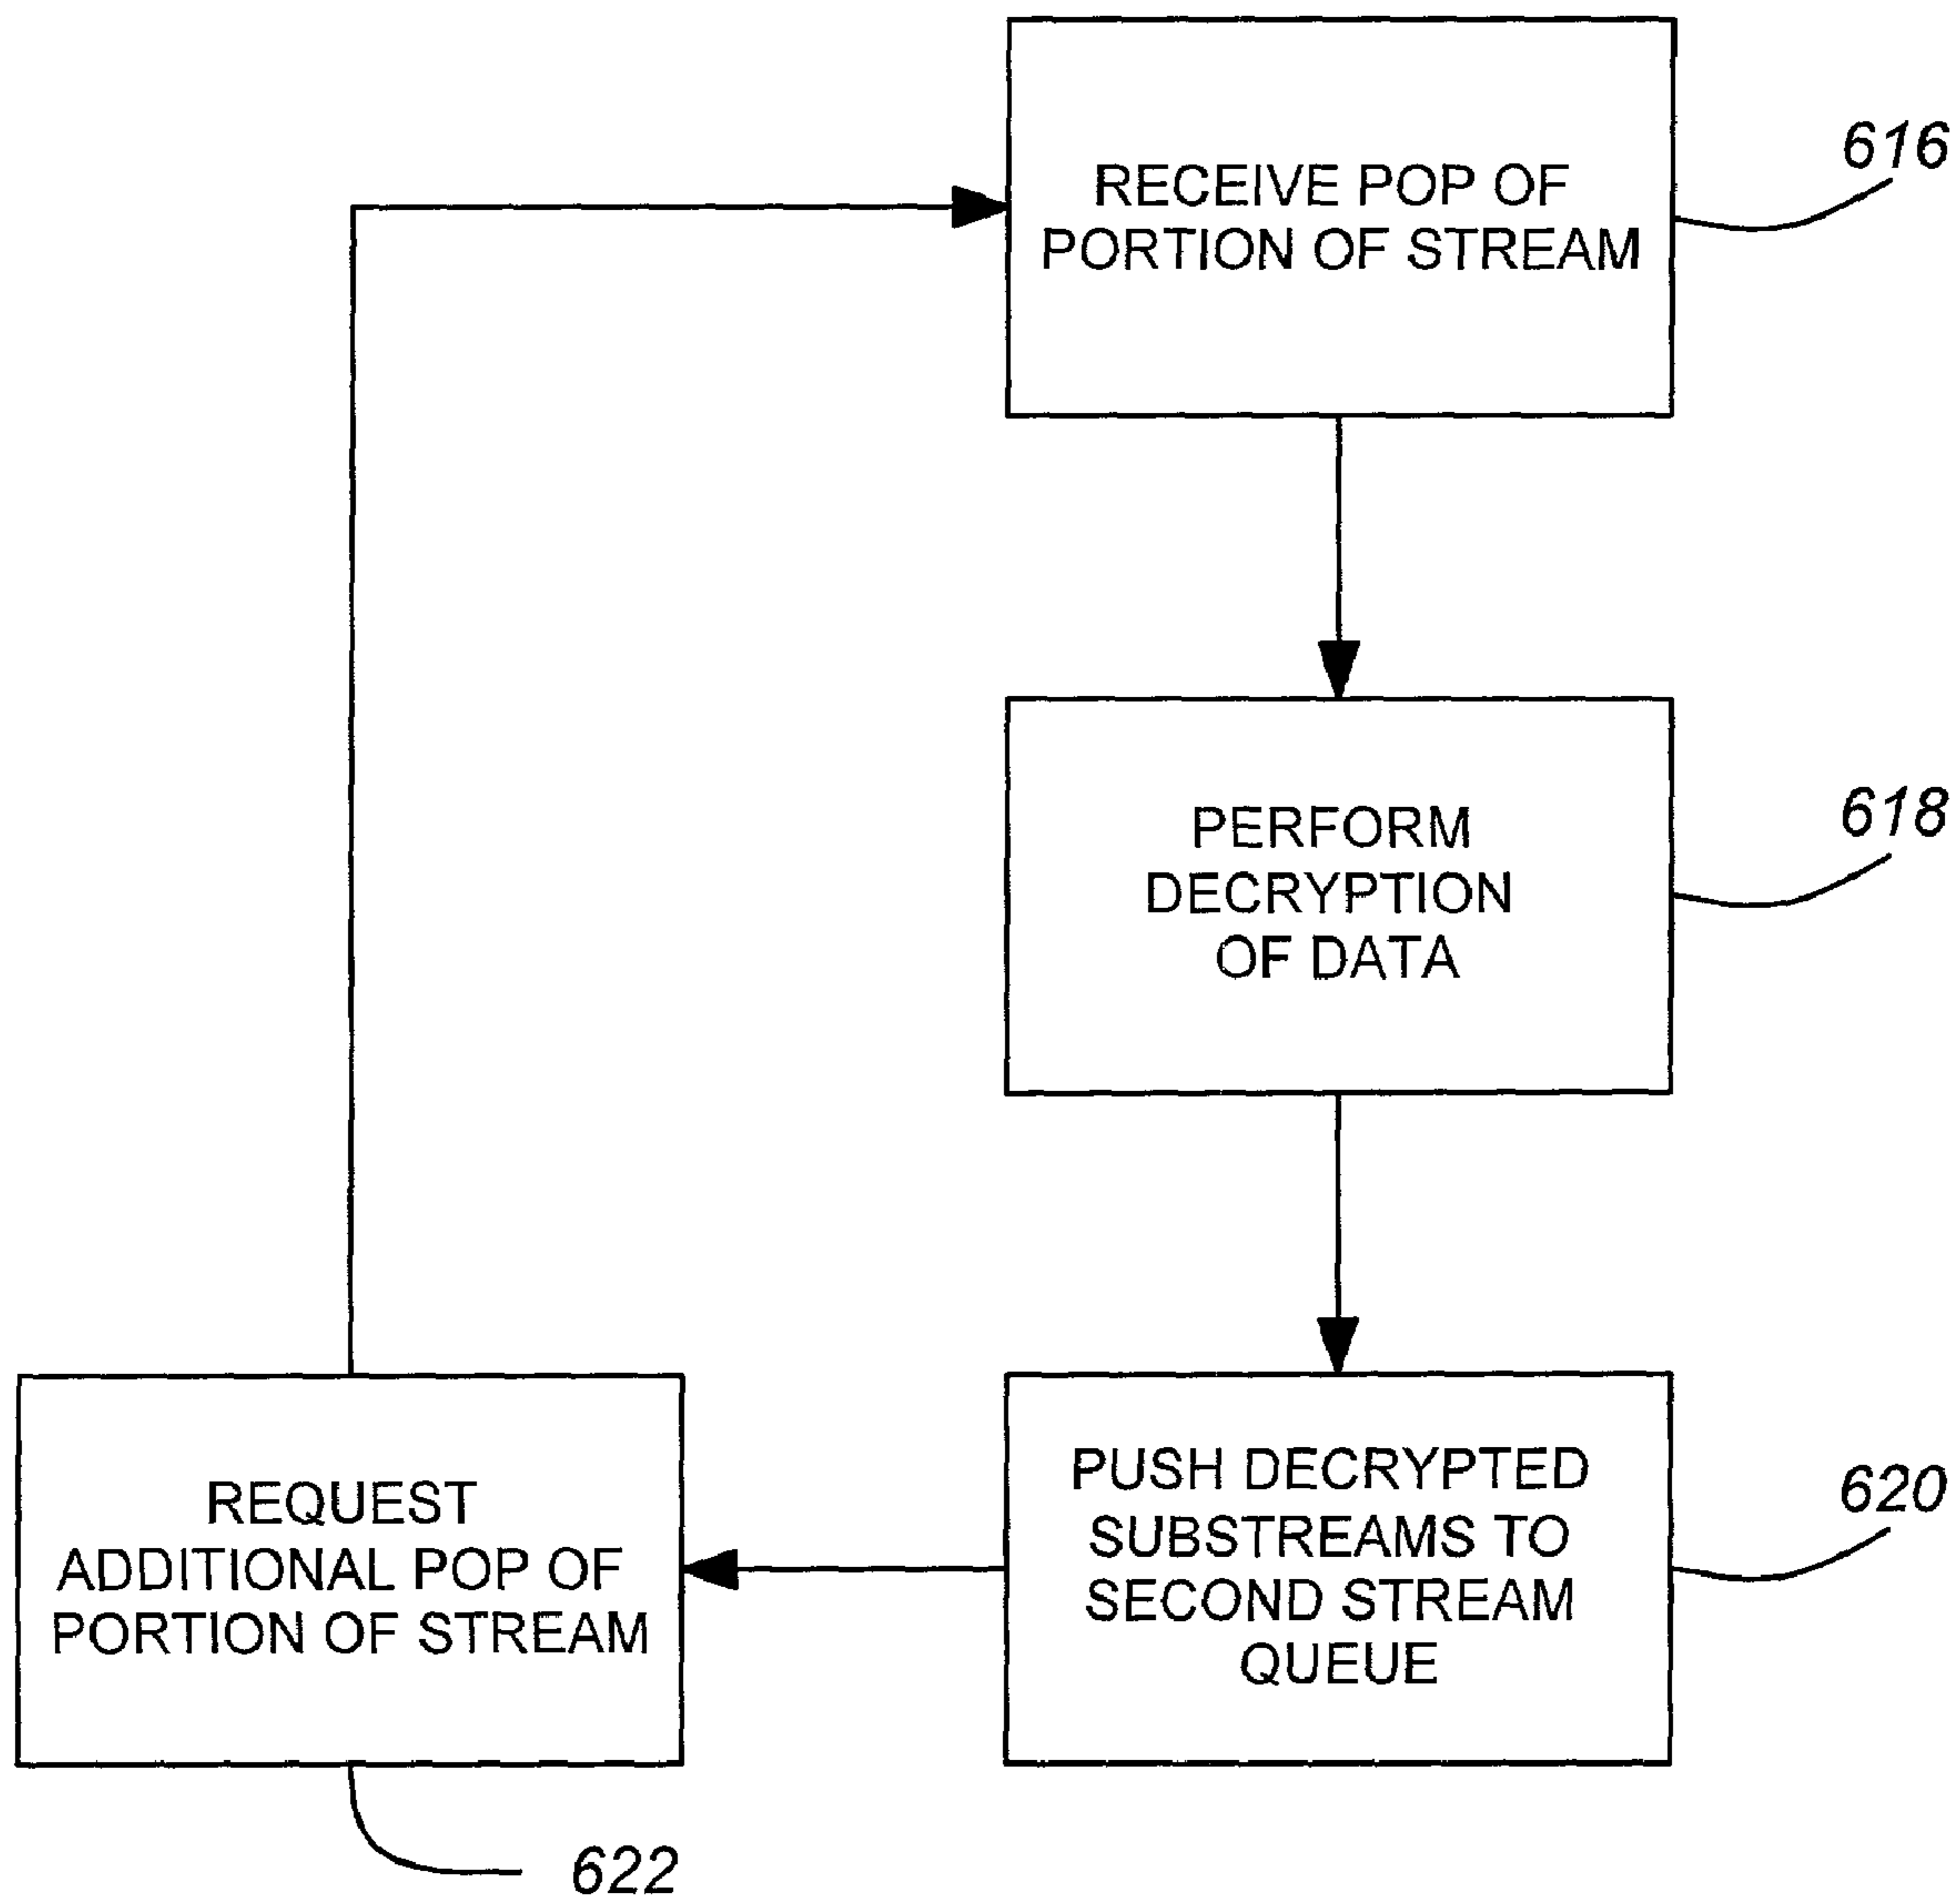 RECEIVE POP OF
PORTION OF STREAM
616
PERFORM
DECRYPTION
OF DATA
618
PUSH DECRYPTED
SUBSTREAMS TO
SECOND STREAM
QUEUE
620
REQUEST
ADDITIONAL POP OF
PORTION OF STREAM
622